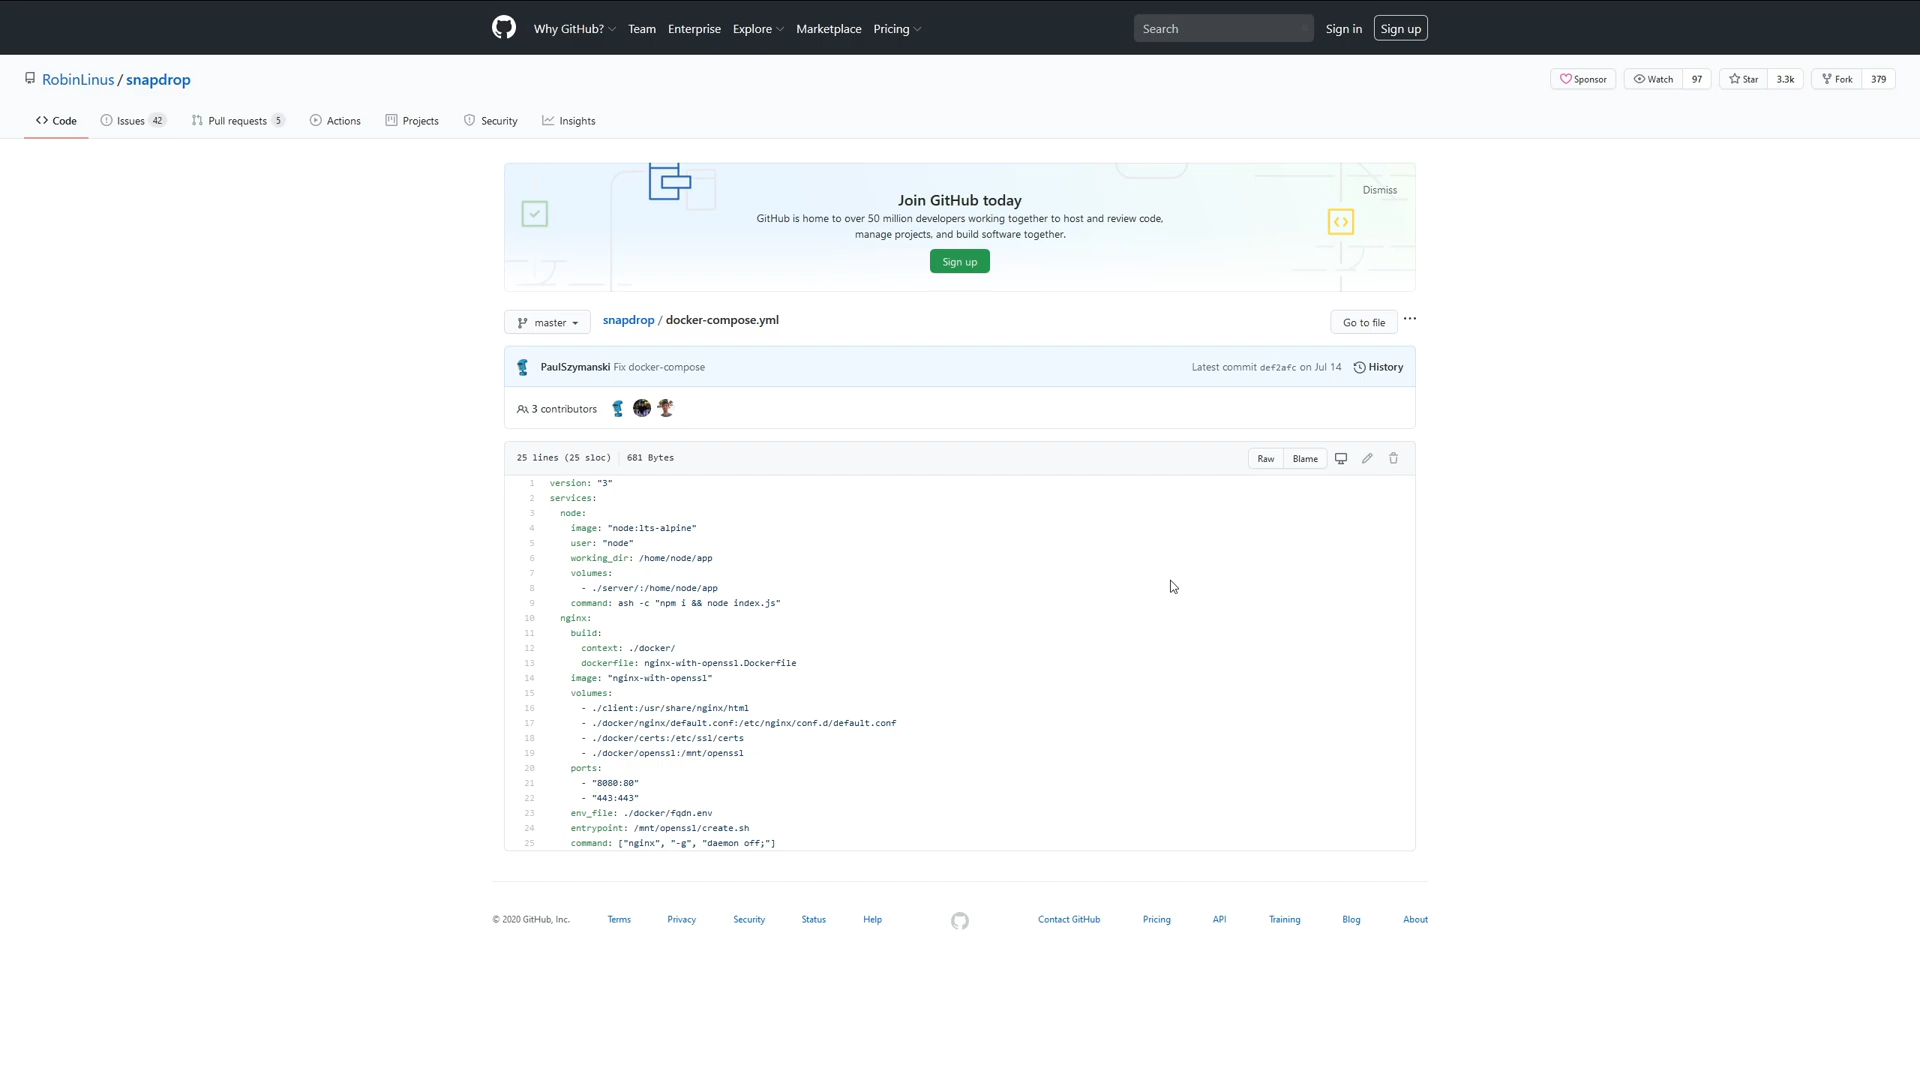 Why GitHub? Team Enterprise Explore Marketplace Pricing Search Sign in Sign up
RobinLinus / snapdrop Sponsor Watch 97 Star 3.3k Fork 379
Code Issues 42 Pull requests 5 Actions Projects Security Insights
Dismiss
Join GitHub today
GitHub is home to over 50 million developers working together to host and review code,
manage projects, and build software together.
Sign up
master snapdrop / docker-compose.yml Go to file ...
PaulSzymanski Fix docker-compose Latest commit def2afc on Jul 14 History
3 contributors
25 lines (25 sloc) 681 Bytes Raw Blame
1 version: "3"
2 services:
3 node:
4 image: "node:lts-alpine"
5 user: "node"
6 working_dir: /home/node/app
7 volumes:
8 - ./server/:/home/node/app
9 command: ash -c "npm i && node index.js"
10 nginx:
11 build:
12 context: ./docker/
13 dockerfile: nginx-with-openssl.Dockerfile
14 image: "nginx-with-openssl"
15 volumes:
16 - ./client:/usr/share/nginx/html
17 - ./docker/nginx/default.conf:/etc/nginx/conf.d/default.conf
18 - ./docker/certs:/etc/ssl/certs
19 - ./docker/openssl:/mnt/openssl
20 ports:
21 - "8080:80"
22 - "443:443"
23 env_file: ./docker/fqdn.env
24 entrypoint: /mnt/openssl/create.sh
25 command: ["nginx", "-g", "daemon off;"]
© 2020 GitHub, Inc. Terms Privacy Security Status Help Contact GitHub Pricing API Training Blog About